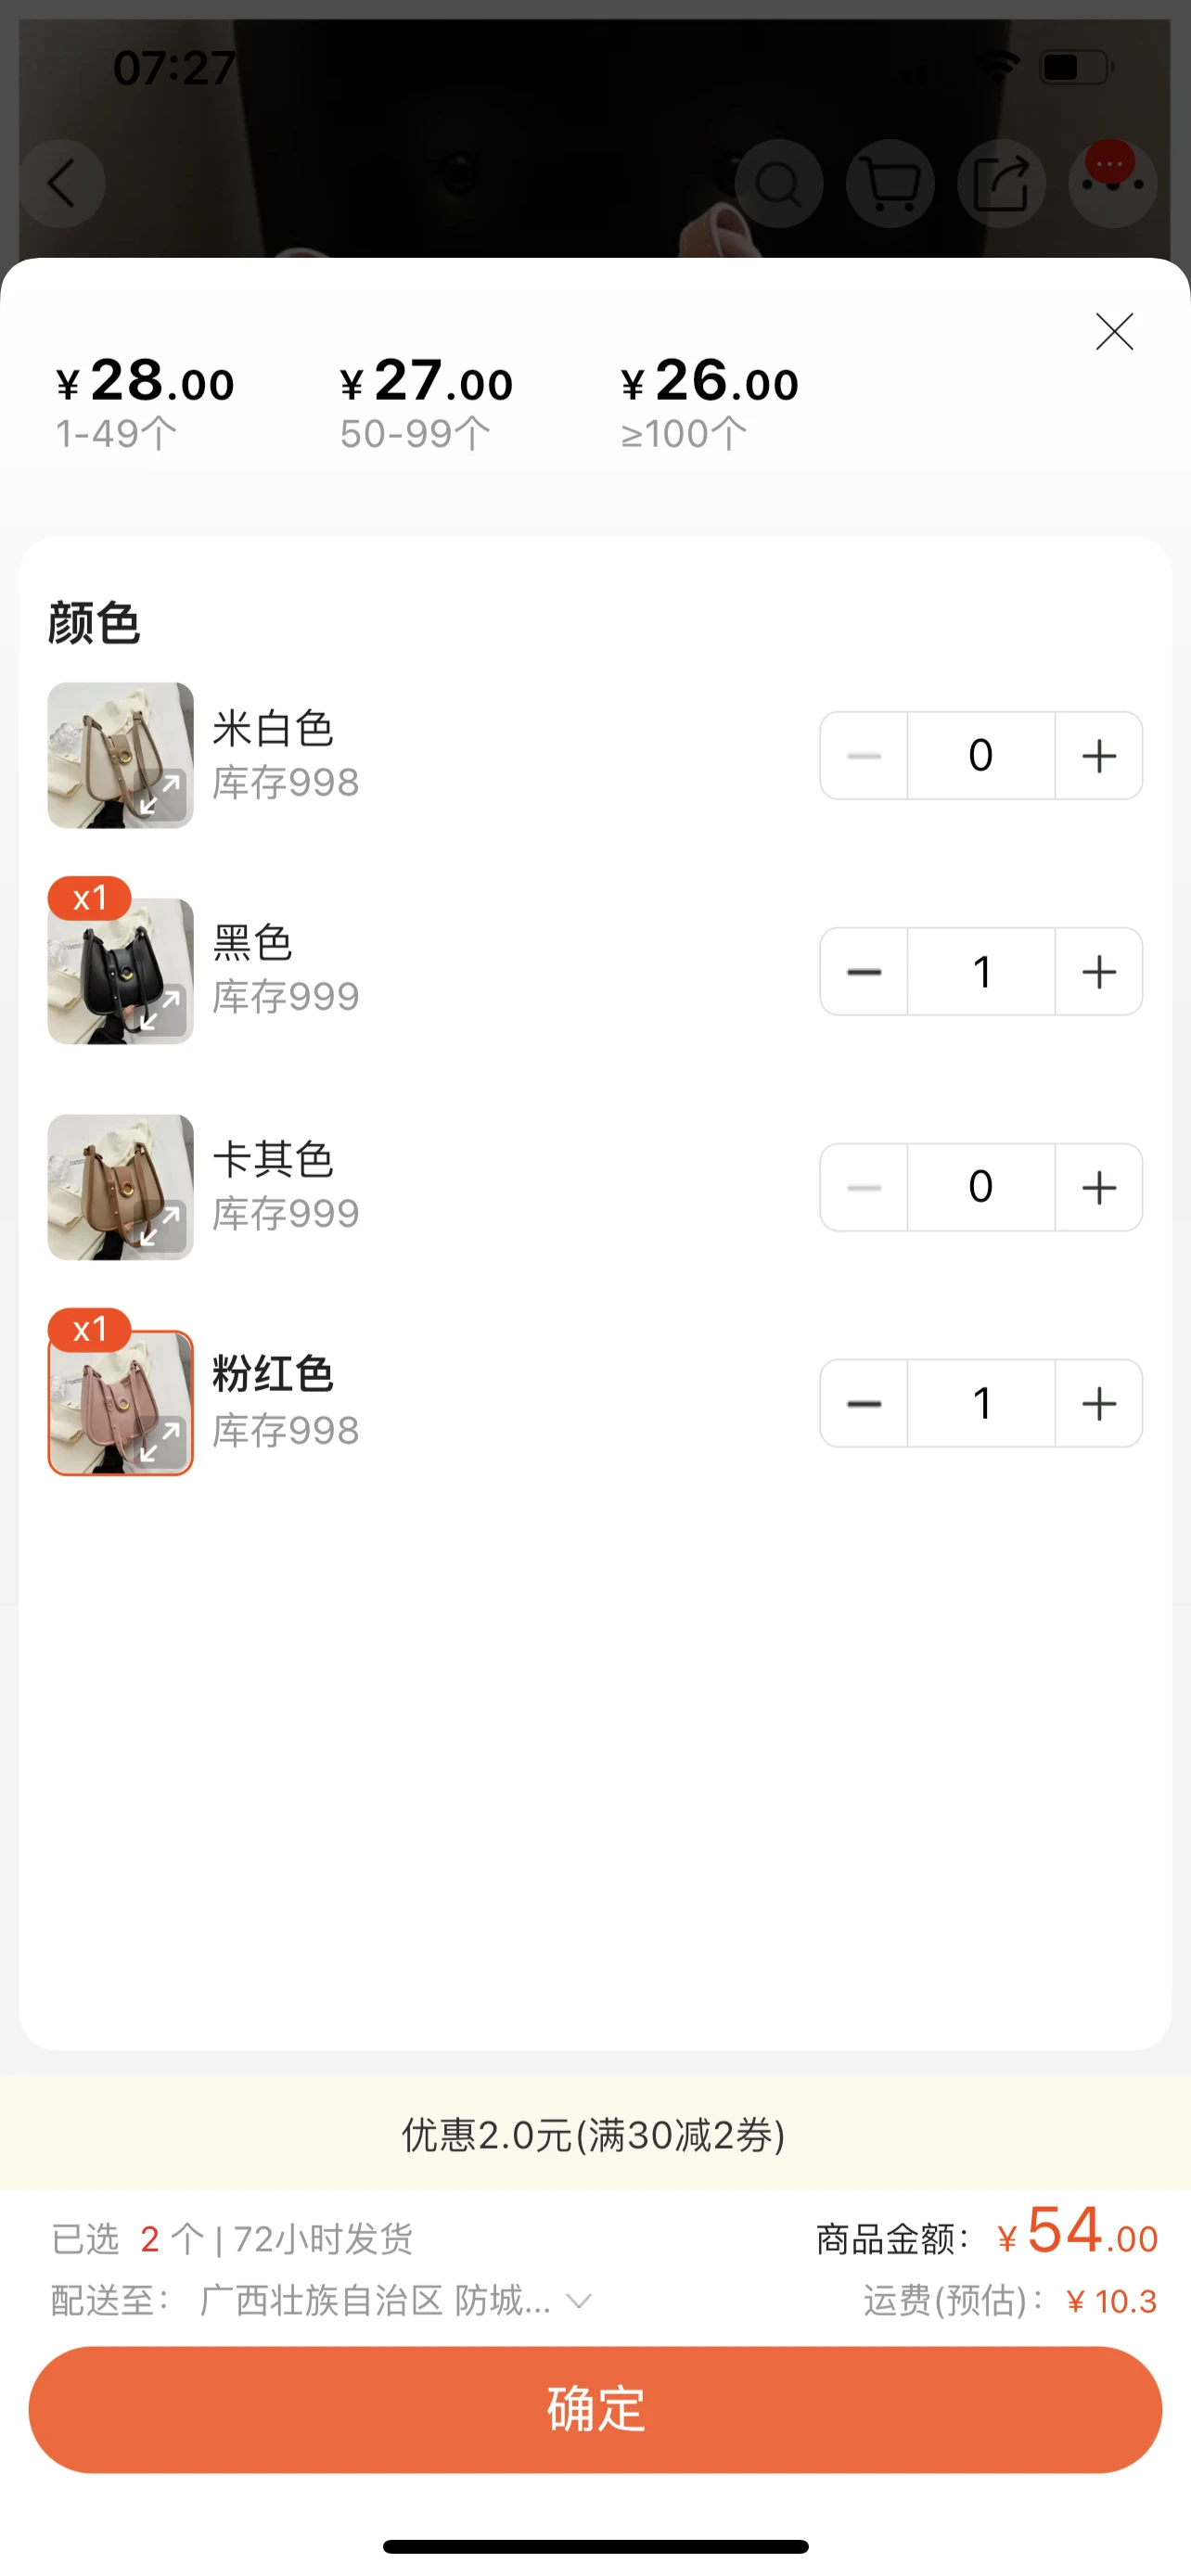 07:27
¥28.00 ¥27.00 ¥26.00
1-49个 50-99个 ≥100个
颜色
米白色
库存998
0
x1
黑色
库存999
1
卡其色
库存999
0
x1
粉红色
库存998
1
优惠2.0元(满30减2券)
已选 2 个 | 72小时发货 商品金额： ¥54.00
配送至： 广西壮族自治区 防城... 运费(预估)： ¥10.3
确定